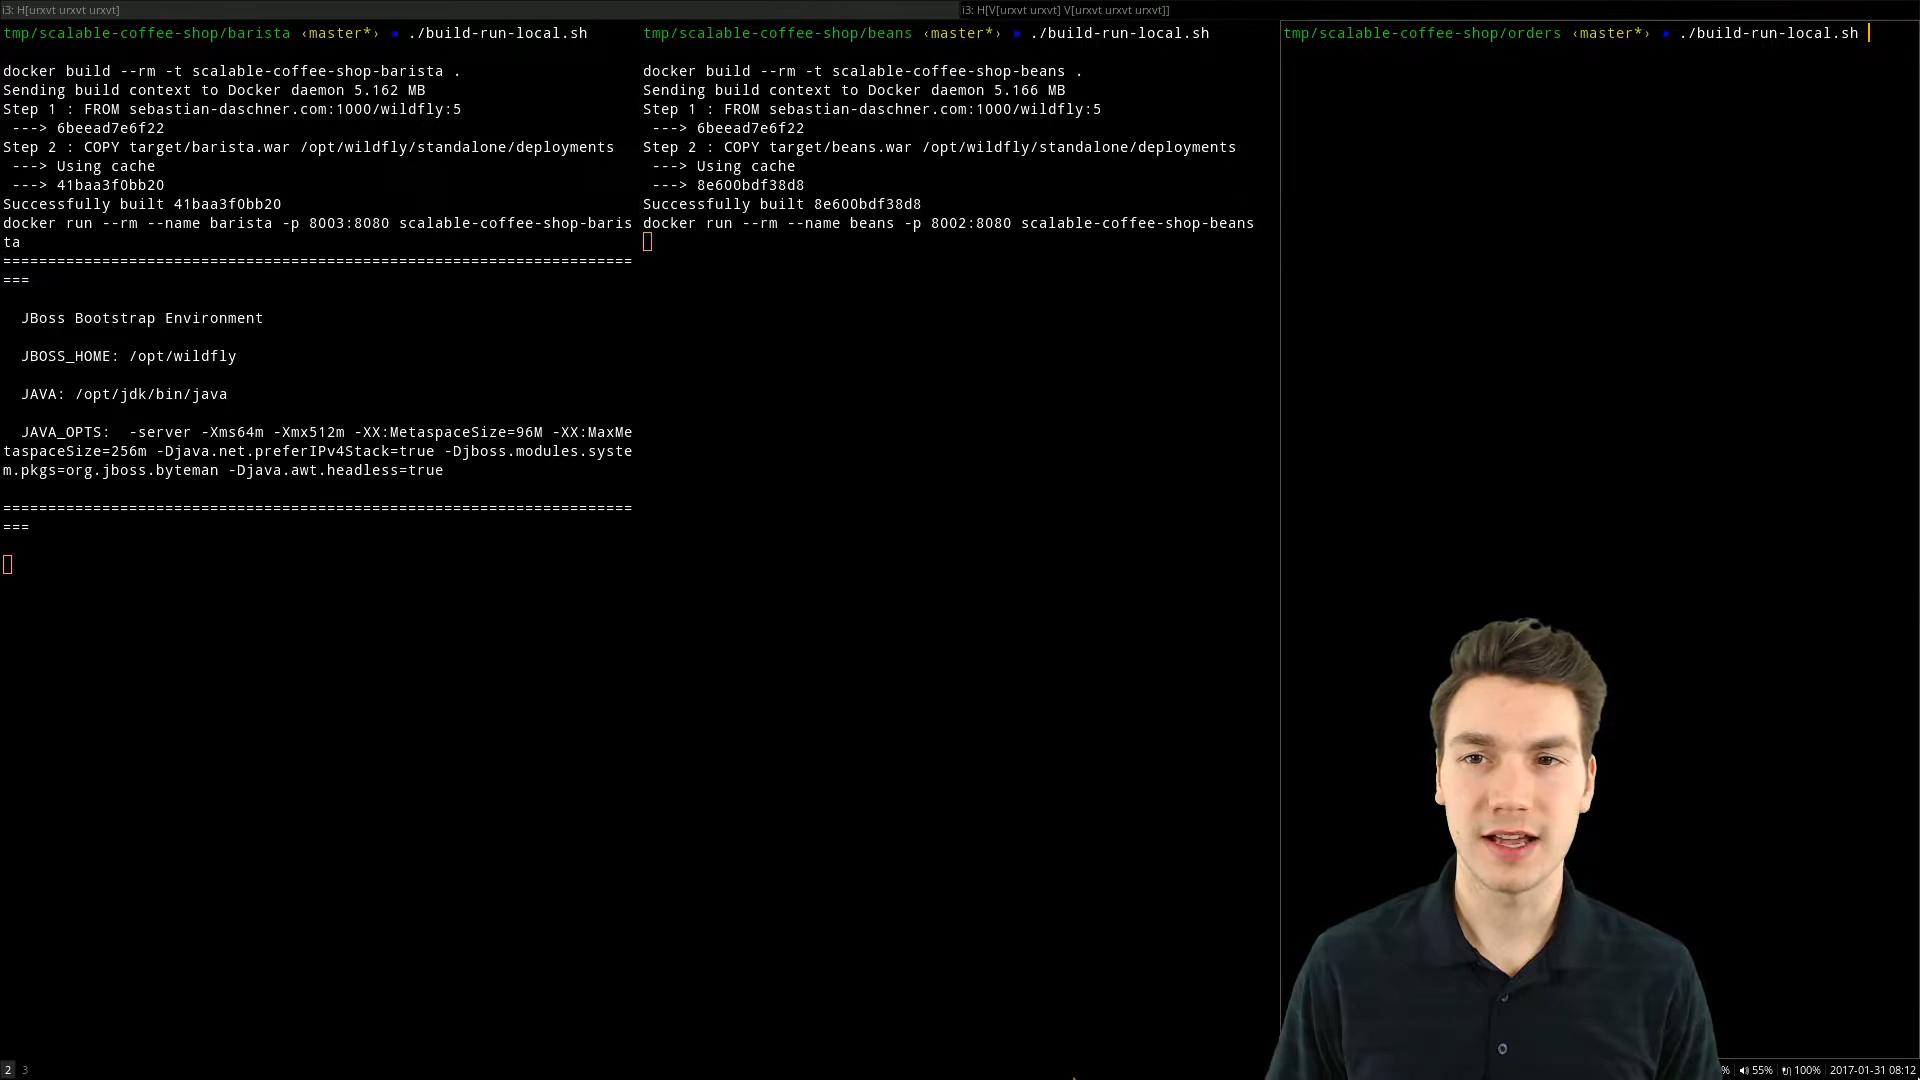 i3: H[urxvt urxvt urxvt]
i3: H[V[urxvt urxvt] V[urxvt urxvt urxvt]]
tmp/scalable-coffee-shop/barista ‹master*› ./build-run-local.sh
docker build --rm -t scalable-coffee-shop-barista .
Sending build context to Docker daemon 5.162 MB
Step 1 : FROM sebastian-daschner.com:1000/wildfly:5
---> 6beead7e6f22
Step 2 : COPY target/barista.war /opt/wildfly/standalone/deployments
---> Using cache
---> 41baa3f0bb20
Successfully built 41baa3f0bb20
docker run --rm --name barista -p 8003:8080 scalable-coffee-shop-baris
ta
======================================================================
===
JBoss Bootstrap Environment
JBOSS_HOME: /opt/wildfly
JAVA: /opt/jdk/bin/java
JAVA_OPTS:  -server -Xms64m -Xmx512m -XX:MetaspaceSize=96M -XX:MaxMe
taspaceSize=256m -Djava.net.preferIPv4Stack=true -Djboss.modules.syste
m.pkgs=org.jboss.byteman -Djava.awt.headless=true
======================================================================
===
tmp/scalable-coffee-shop/beans ‹master*› ./build-run-local.sh
docker build --rm -t scalable-coffee-shop-beans .
Sending build context to Docker daemon 5.166 MB
Step 1 : FROM sebastian-daschner.com:1000/wildfly:5
---> 6beead7e6f22
Step 2 : COPY target/beans.war /opt/wildfly/standalone/deployments
---> Using cache
---> 8e600bdf38d8
Successfully built 8e600bdf38d8
docker run --rm --name beans -p 8002:8080 scalable-coffee-shop-beans
tmp/scalable-coffee-shop/orders ‹master*› ./build-run-local.sh
2 3
% 55% 100% 2017-01-31 08:12